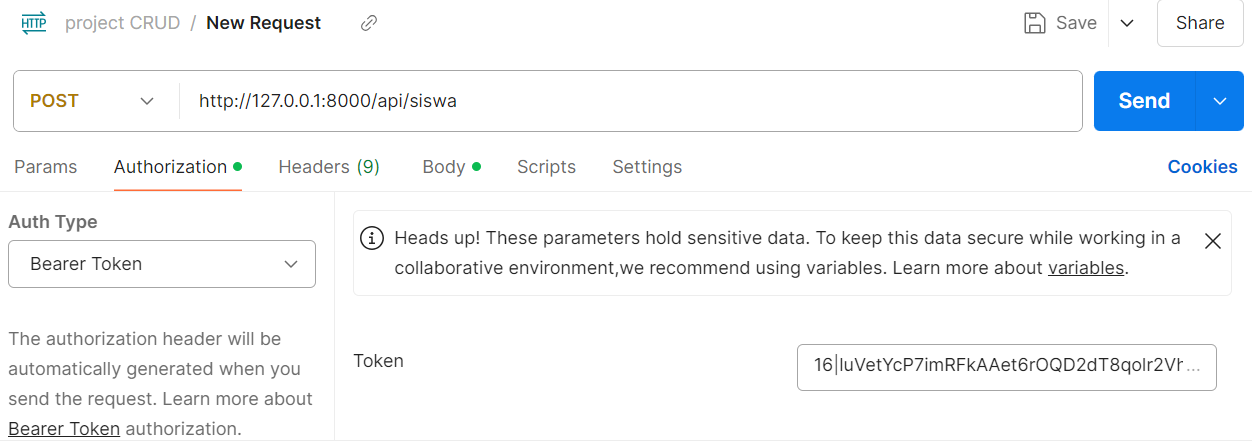 HTTP project CRUD / New Request Save Share
POST http://127.0.0.1:8000/api/siswa Send
Params Authorization Headers (9) Body Scripts Settings Cookies
Auth Type
Bearer Token
The authorization header will be
automatically generated when you
send the request. Learn more about
Bearer Token authorization.
Heads up! These parameters hold sensitive data. To keep this data secure while working in a
collaborative environment,we recommend using variables. Learn more about variables.
Token